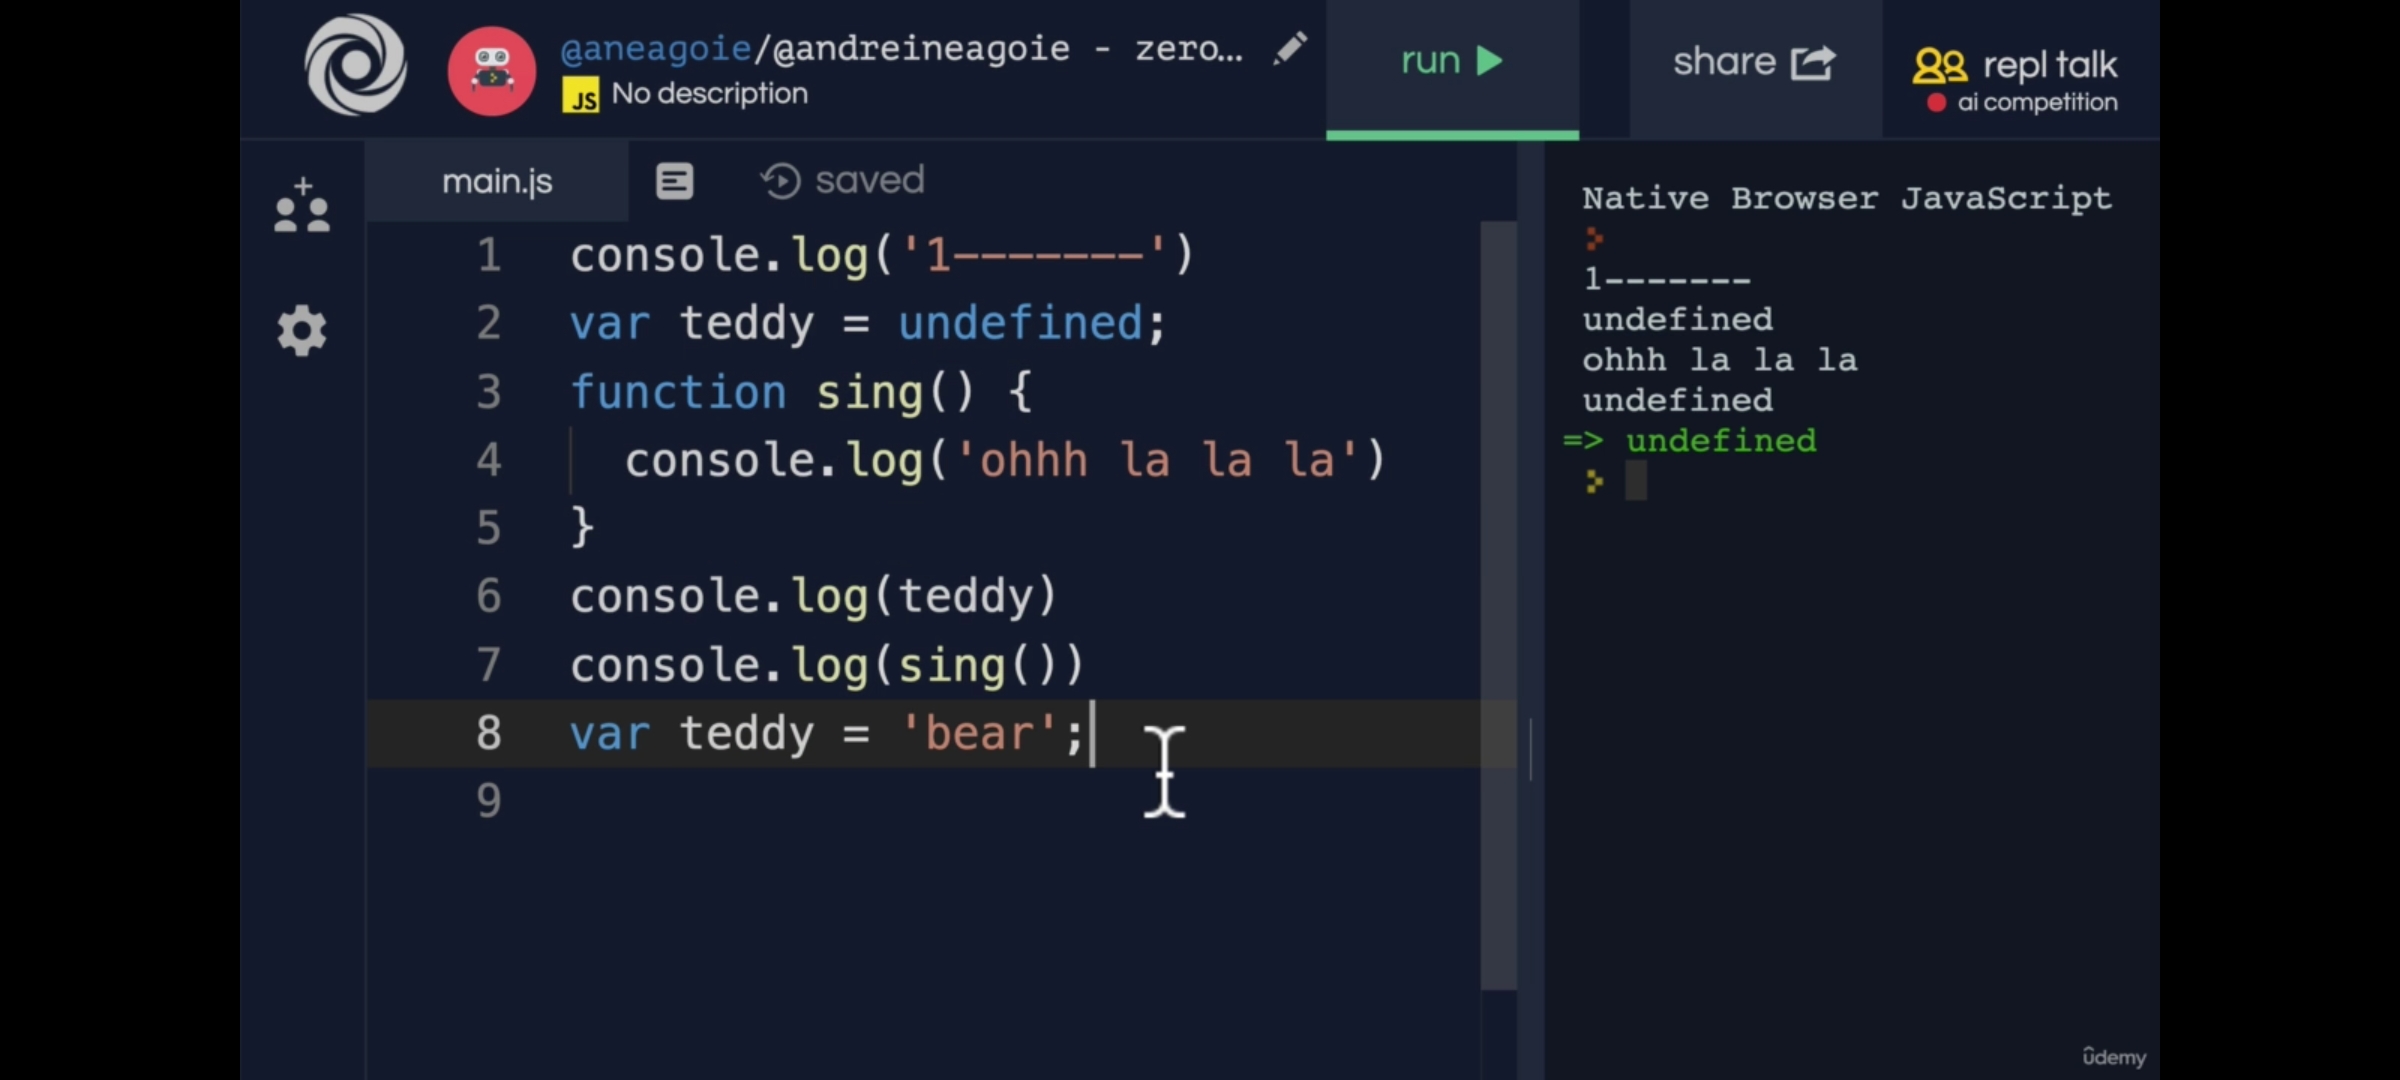 @aneagoie/@andreineagoie - zero...
JS No description
run
share
repl talk
ai competition
main.js
saved
1 console.log('1-------')
2 var teddy = undefined;
3 function sing() {
4 console.log('ohhh la la la')
5 }
6 console.log(teddy)
7 console.log(sing())
8 var teddy = 'bear';
9
Native Browser JavaScript
1-------
undefined
ohhh la la la
undefined
=> undefined
ûdemy